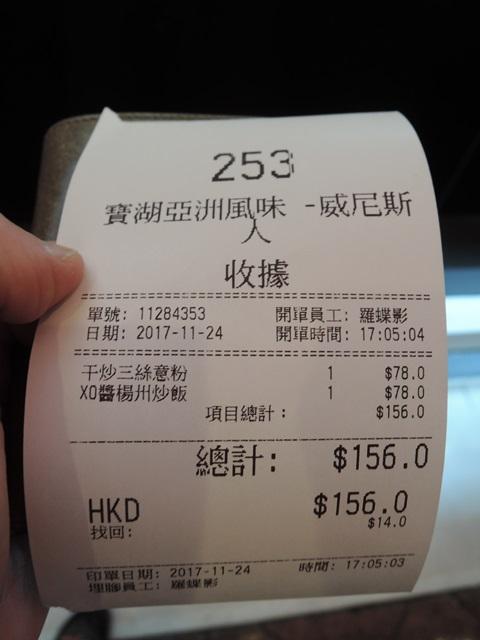 253
寶湖亞洲風味 -威尼斯
人
收據
單號: 11284353 開單員工: 羅蝶影
日期: 2017-11-24 開單時間: 17:05:04
干炒三絲意粉 1 $78.0
XO醬楊州炒飯 1 $78.0
項目總計: $156.0
總計: $156.0
HKD $156.0
找回: $14.0
印單日期: 2017-11-24 時間: 17:05:03
埋腳員工: 羅蝶影